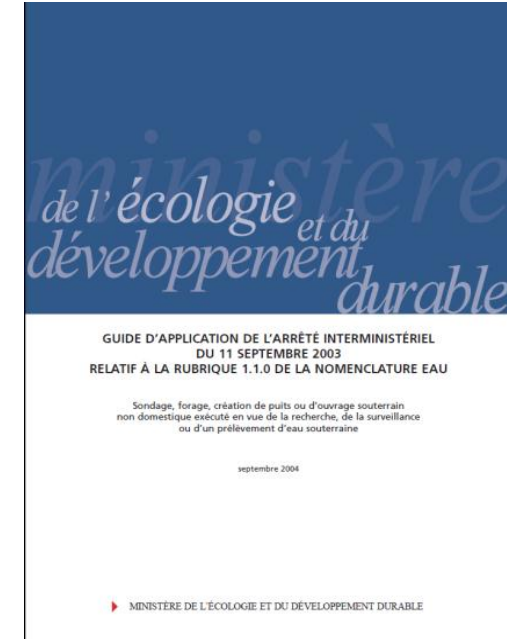 ministère
de l'écologie
et du
développement
durable
GUIDE D'APPLICATION DE L'ARRÊTÉ INTERMINISTÉRIEL
DU 11 SEPTEMBRE 2003
RELATIF À LA RUBRIQUE 1.1.0 DE LA NOMENCLATURE EAU
Sondage, forage, création de puits ou d'ouvrage souterrain
non domestique exécuté en vue de la recherche, de la surveillance
ou d'un prélèvement d'eau souterraine
septembre 2004
MINISTÈRE DE L'ÉCOLOGIE ET DU DÉVELOPPEMENT DURABLE